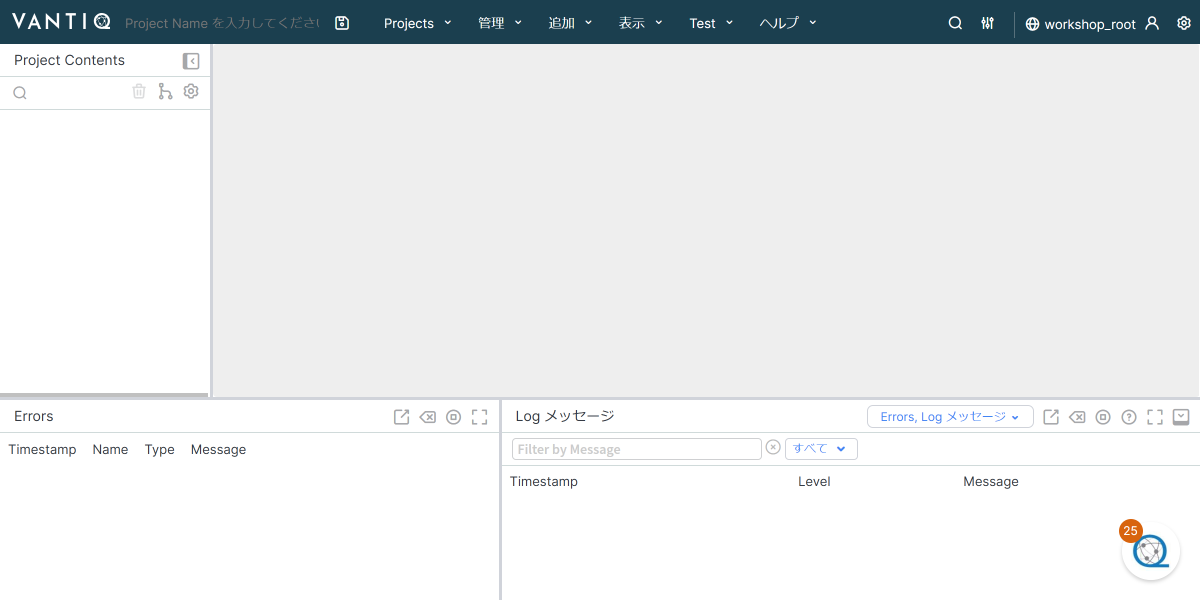 VANTIQ Project Name を入力してくださ Projects 管理 追加 表示 Test ヘルプ workshop_root
Project Contents
Errors
Timestamp Name Type Message
Log メッセージ Errors, Log メッセージ
Filter by Message すべて
Timestamp Level Message
25